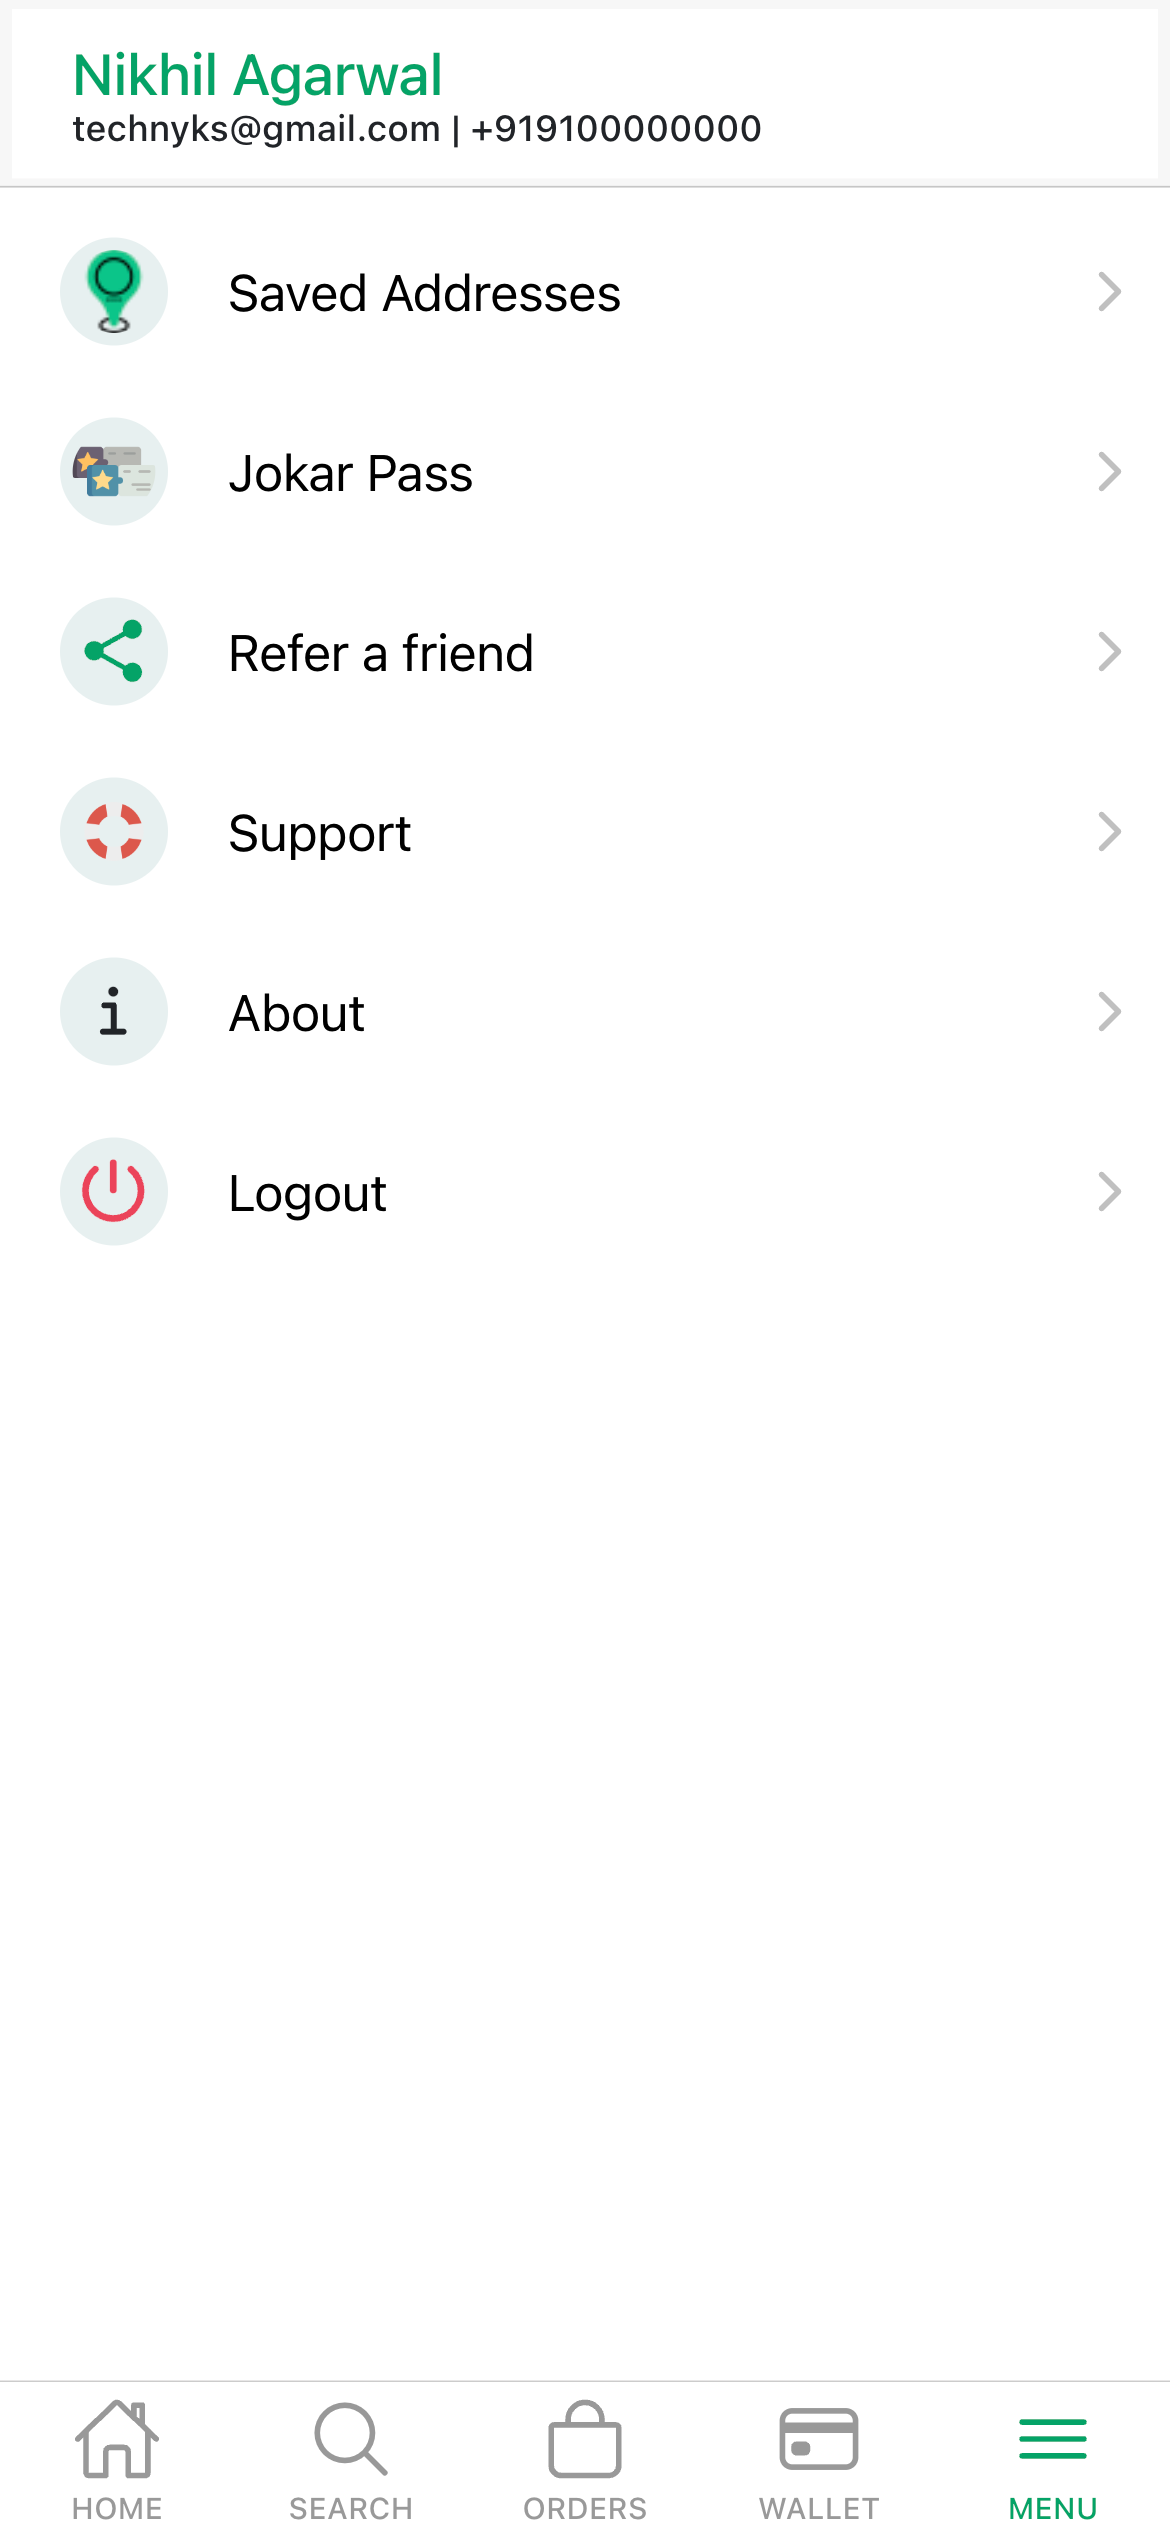 Nikhil Agarwal
technyks@gmail.com | +919100000000
Saved Addresses
Jokar Pass
Refer a friend
Support
About
Logout
HOME SEARCH ORDERS WALLET MENU